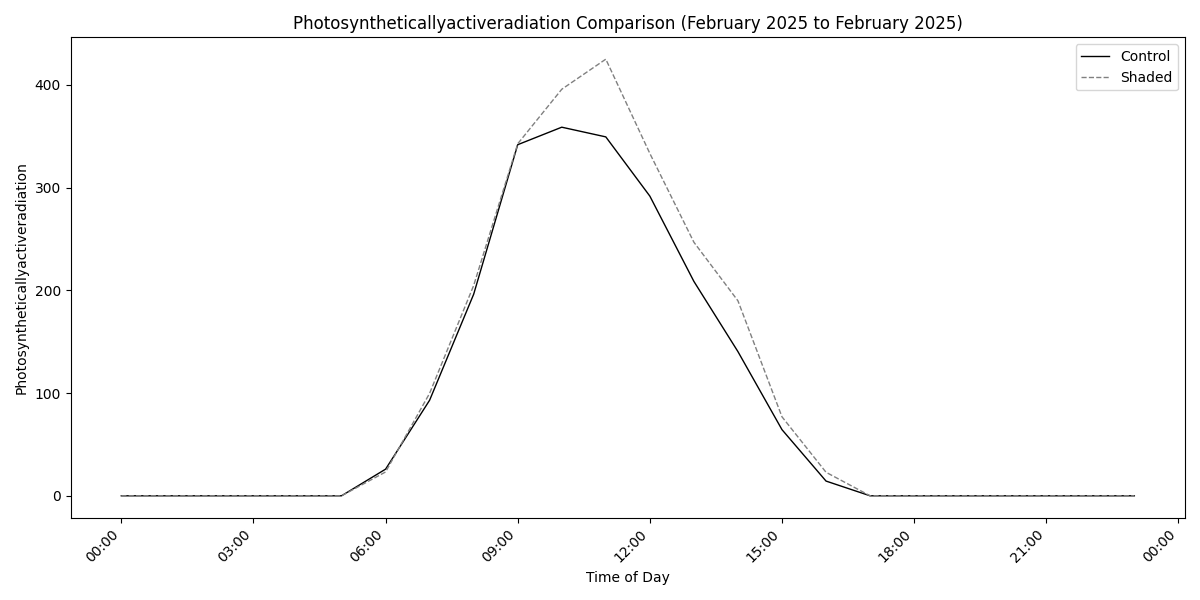 Photosyntheticallyactiveradiation Comparison (February 2025 to February 2025)
Control
Shaded
Photosyntheticallyactiveradiation
400
300
200
100
0
00:00
03:00
06:00
09:00
12:00
15:00
18:00
21:00
00:00
Time of Day